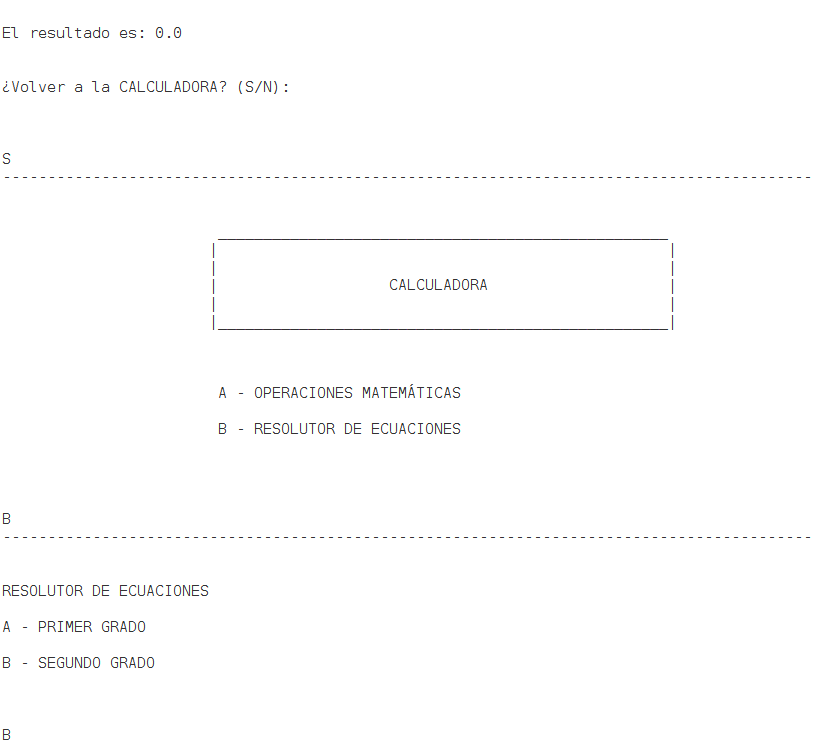 El resultado es: 0.0
¿Volver a la CALCULADORA? (S/N):
S
CALCULADORA
A - OPERACIONES MATEMÁTICAS
B - RESOLUTOR DE ECUACIONES
B
RESOLUTOR DE ECUACIONES
A - PRIMER GRADO
B - SEGUNDO GRADO
B